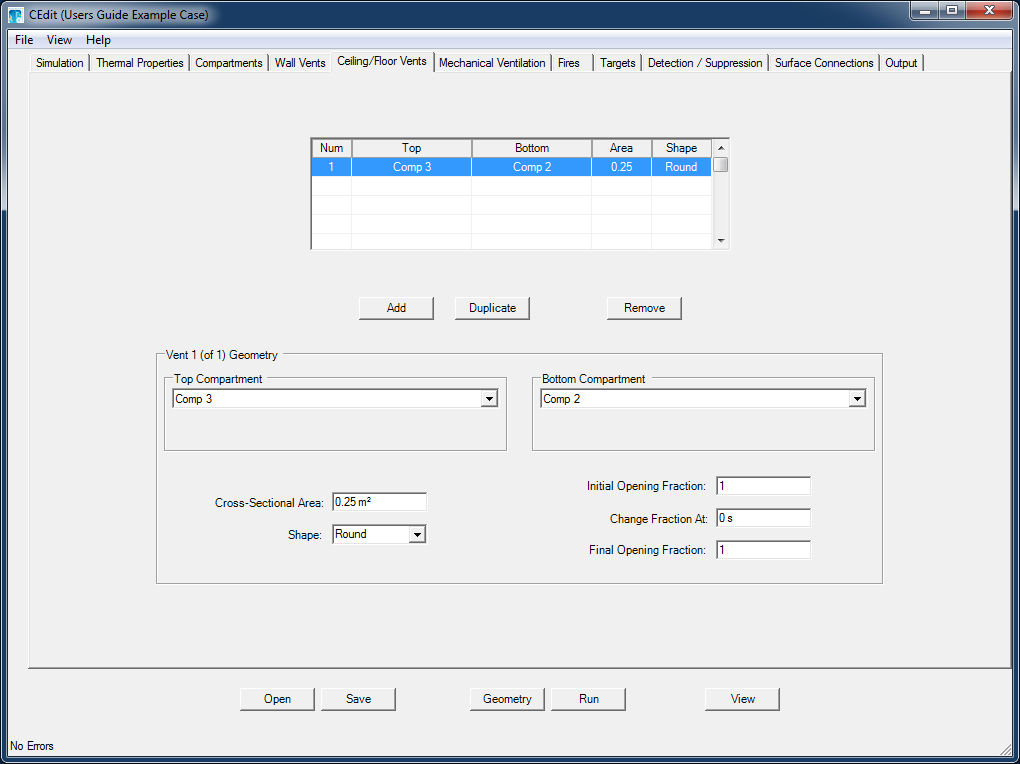 CEdit (Users Guide Example Case)
File View Help
Simulation Thermal Properties Compartments Wall Vents Ceiling/Floor Vents Mechanical Ventilation Fires Targets Detection / Suppression Surface Connections Output
Num Top Bottom Area Shape
1 Comp 3 Comp 2 0.25 Round
Add Duplicate Remove
Vent 1 (of 1) Geometry
Top Compartment Bottom Compartment
Comp 3 Comp 2
Initial Opening Fraction: 1
Cross-Sectional Area: 0.25 m²
Change Fraction At: 0 s
Shape: Round
Final Opening Fraction: 1
Open Save Geometry Run View
No Errors